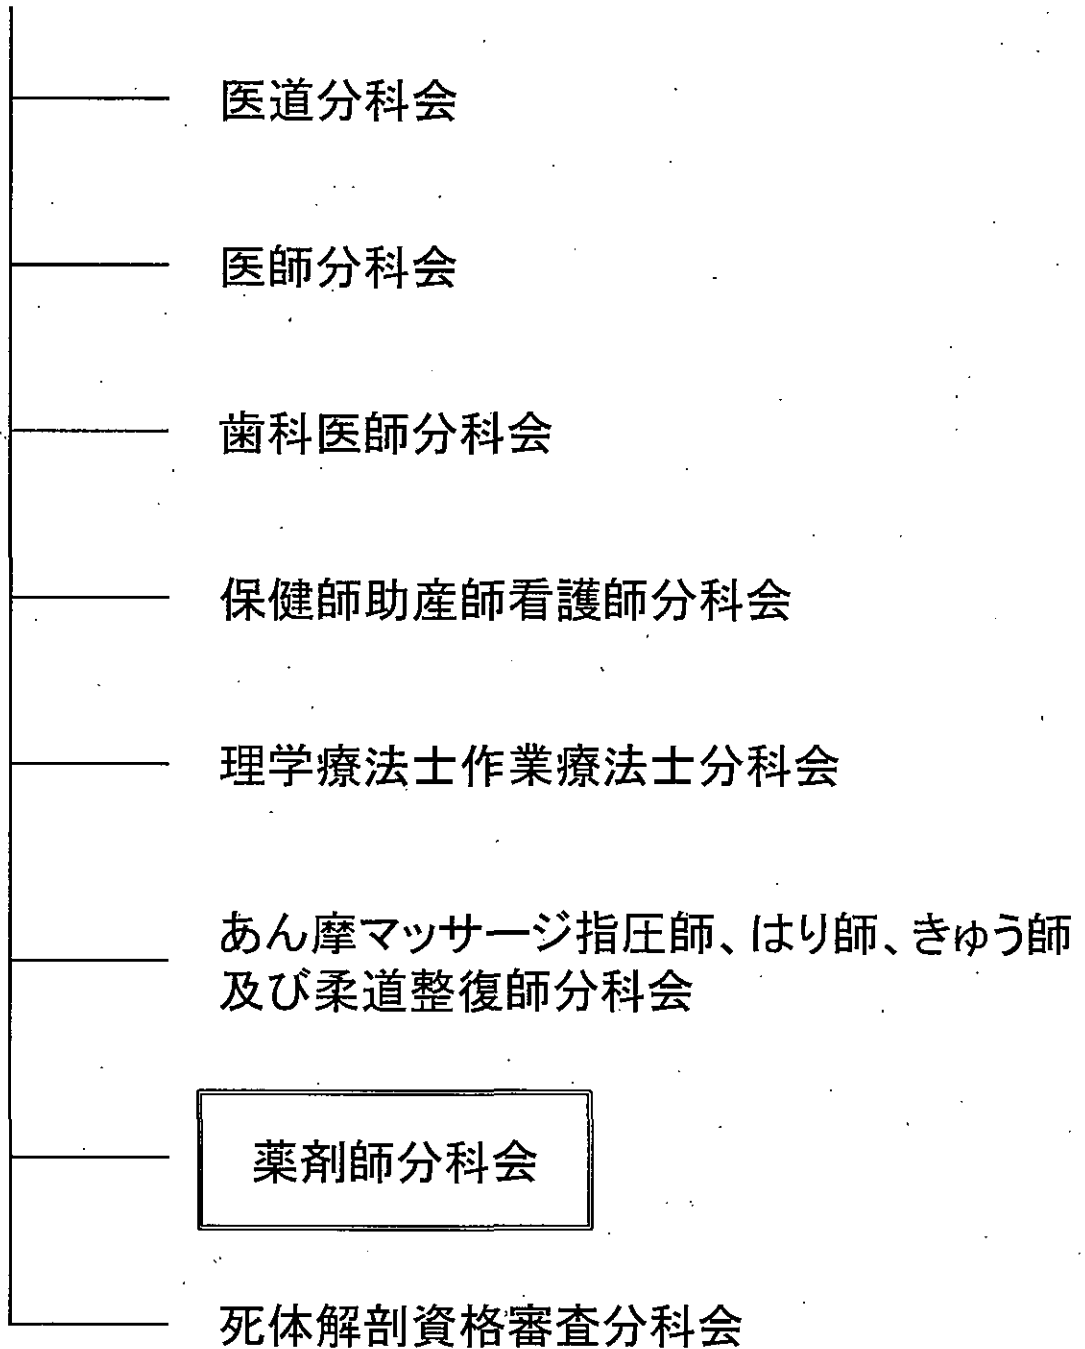 医道分科会
医師分科会
歯科医師分科会
保健師助産師看護師分科会
理学療法士作業療法士分科会
あん摩マッサージ指圧師、はり師、きゅう師
及び柔道整復師分科会
薬剤師分科会
死体解剖資格審査分科会